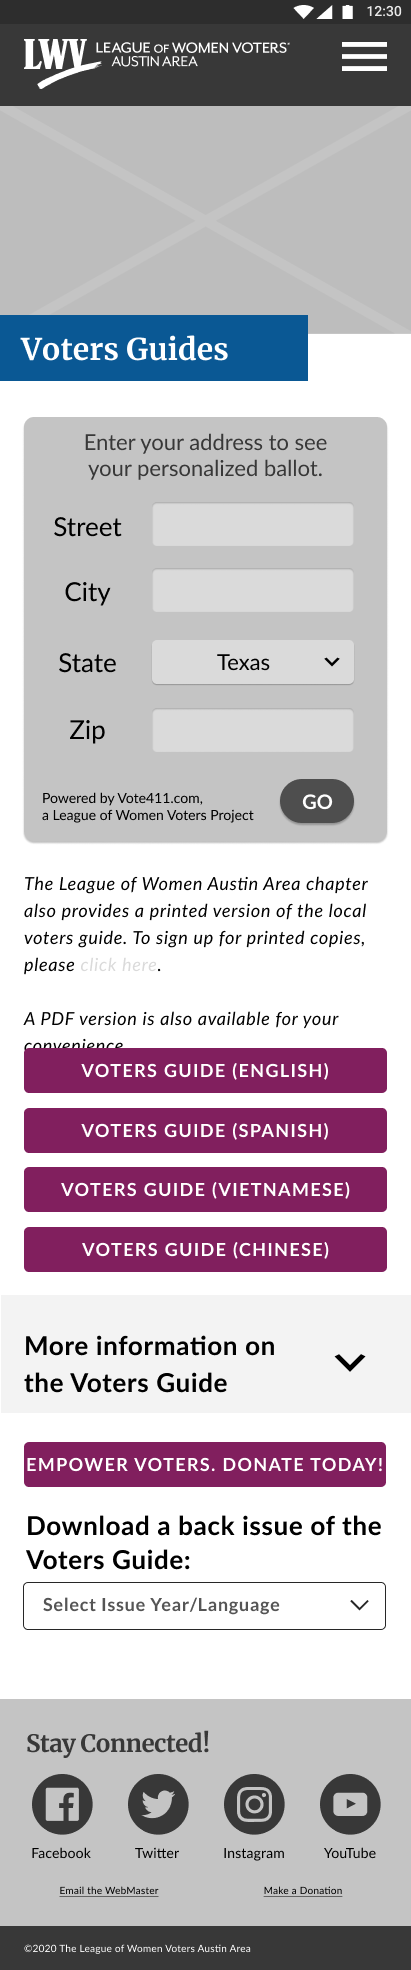 12:30
LWV LEAGUE OF WOMEN VOTERS®
AUSTIN AREA
Voters Guides
Enter your address to see
your personalized ballot.
Street
City
State
Texas
Zip
Powered by Vote411.com,
a League of Women Voters Project
GO
The League of Women Austin Area chapter
also provides a printed version of the local
voters guide. To sign up for printed copies,
please click here.
A PDF version is also available for your
convenience
VOTERS GUIDE (ENGLISH)
VOTERS GUIDE (SPANISH)
VOTERS GUIDE (VIETNAMESE)
VOTERS GUIDE (CHINESE)
More information on
the Voters Guide
EMPOWER VOTERS. DONATE TODAY!
Download a back issue of the
Voters Guide:
Select Issue Year/Language
Stay Connected!
Facebook
Twitter
Instagram
YouTube
Email the WebMaster
Make a Donation
©2020 The League of Women Voters Austin Area